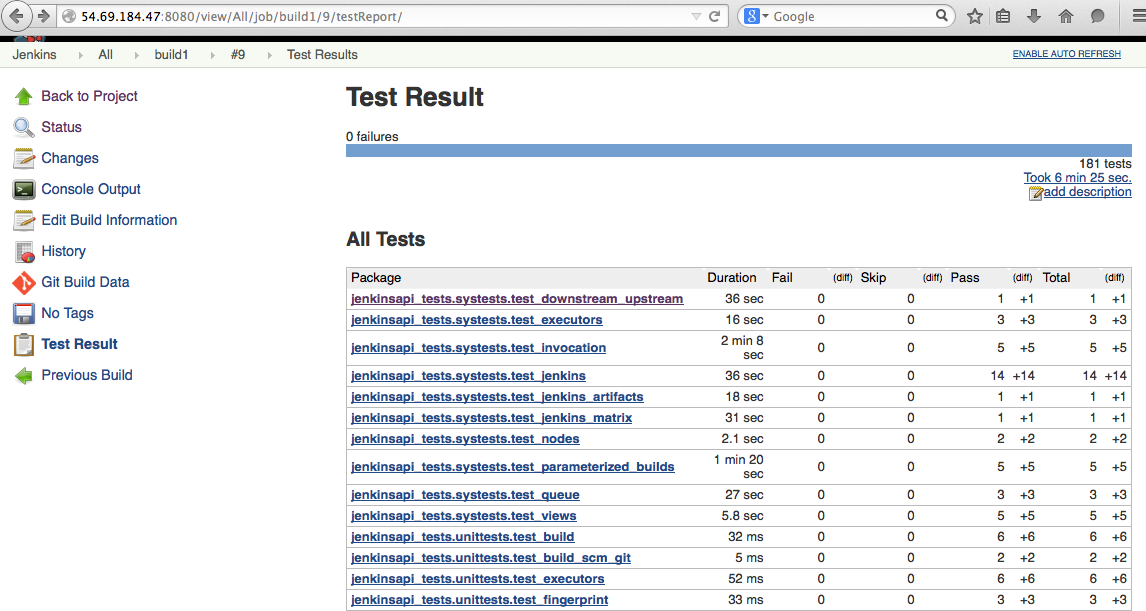 54.69.184.47:8080/view/All/job/build1/9/testReport/
8 Google
Jenkins All build1 #9 Test Results
ENABLE AUTO REFRESH
Back to Project
Status
Changes
Console Output
Edit Build Information
History
Git Build Data
No Tags
Test Result
Previous Build
Test Result
0 failures
181 tests
Took 6 min 25 sec.
add description
All Tests
Package Duration Fail (diff) Skip (diff) Pass (diff) Total (diff)
jenkinsapi_tests.systests.test_downstream_upstream 36 sec 0 0 1 +1 1 +1
jenkinsapi_tests.systests.test_executors 16 sec 0 0 3 +3 3 +3
jenkinsapi_tests.systests.test_invocation 2 min 8 sec 0 0 5 +5 5 +5
jenkinsapi_tests.systests.test_jenkins 36 sec 0 0 14 +14 14 +14
jenkinsapi_tests.systests.test_jenkins_artifacts 18 sec 0 0 1 +1 1 +1
jenkinsapi_tests.systests.test_jenkins_matrix 31 sec 0 0 1 +1 1 +1
jenkinsapi_tests.systests.test_nodes 2.1 sec 0 0 2 +2 2 +2
jenkinsapi_tests.systests.test_parameterized_builds 1 min 20 sec 0 0 5 +5 5 +5
jenkinsapi_tests.systests.test_queue 27 sec 0 0 3 +3 3 +3
jenkinsapi_tests.systests.test_views 5.8 sec 0 0 5 +5 5 +5
jenkinsapi_tests.unittests.test_build 32 ms 0 0 6 +6 6 +6
jenkinsapi_tests.unittests.test_build_scm_git 5 ms 0 0 2 +2 2 +2
jenkinsapi_tests.unittests.test_executors 52 ms 0 0 6 +6 6 +6
jenkinsapi_tests.unittests.test_fingerprint 33 ms 0 0 3 +3 3 +3